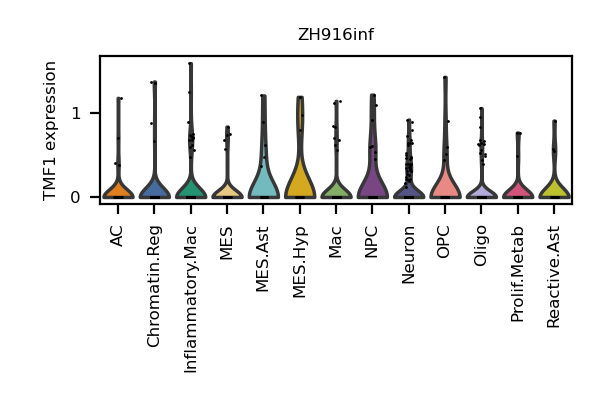 ZH916inf
TMF1 expression
1
0
AC
Chromatin.Reg
Inflammatory.Mac
MES
MES.Ast
MES.Hyp
Mac
NPC
Neuron
OPC
Oligo
Prolif.Metab
Reactive.Ast